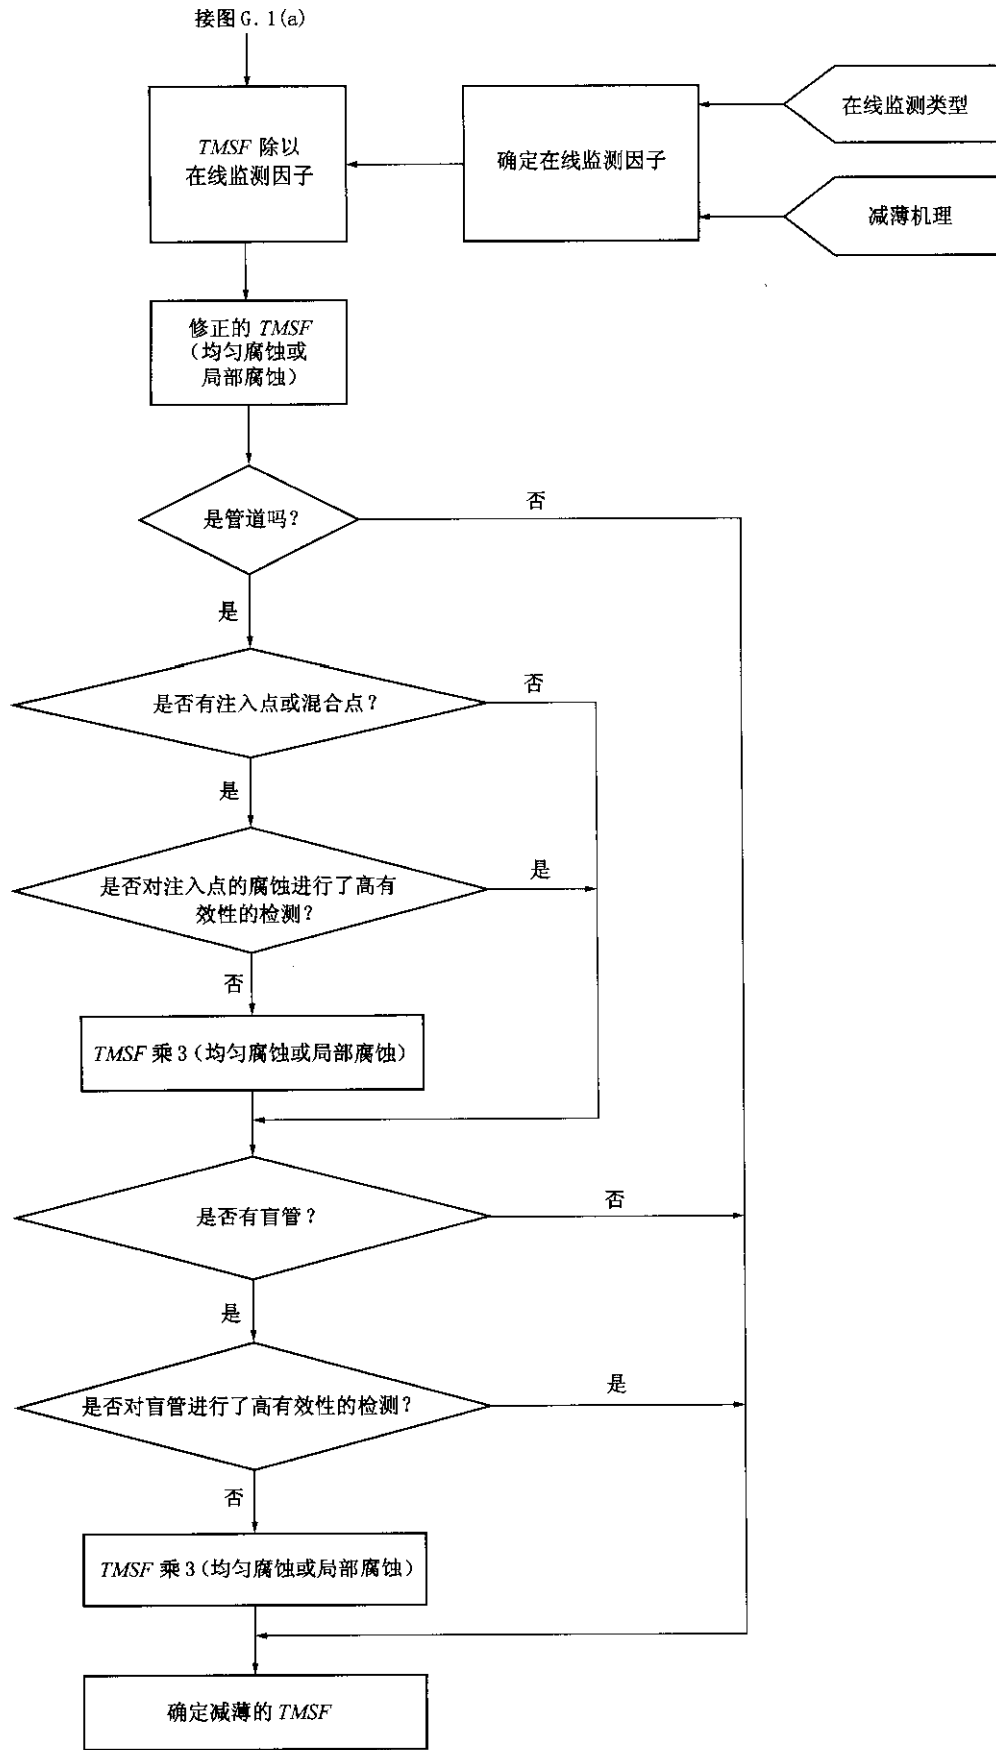 接图 G. 1(a)
TMSF 除以
在线监测因子
确定在线监测因子
在线监测类型
减薄机理
修正的 TMSF
(均匀腐蚀或
局部腐蚀)
是管道吗?
否
是
是否有注入点或混合点?
否
是
是否对注入点的腐蚀进行了高有
效性的检测?
是
否
TMSF 乘 3 (均匀腐蚀或局部腐蚀)
是否有盲管?
否
是
是否对盲管进行了高有效性的检测?
是
否
TMSF 乘 3 (均匀腐蚀或局部腐蚀)
确定减薄的 TMSF